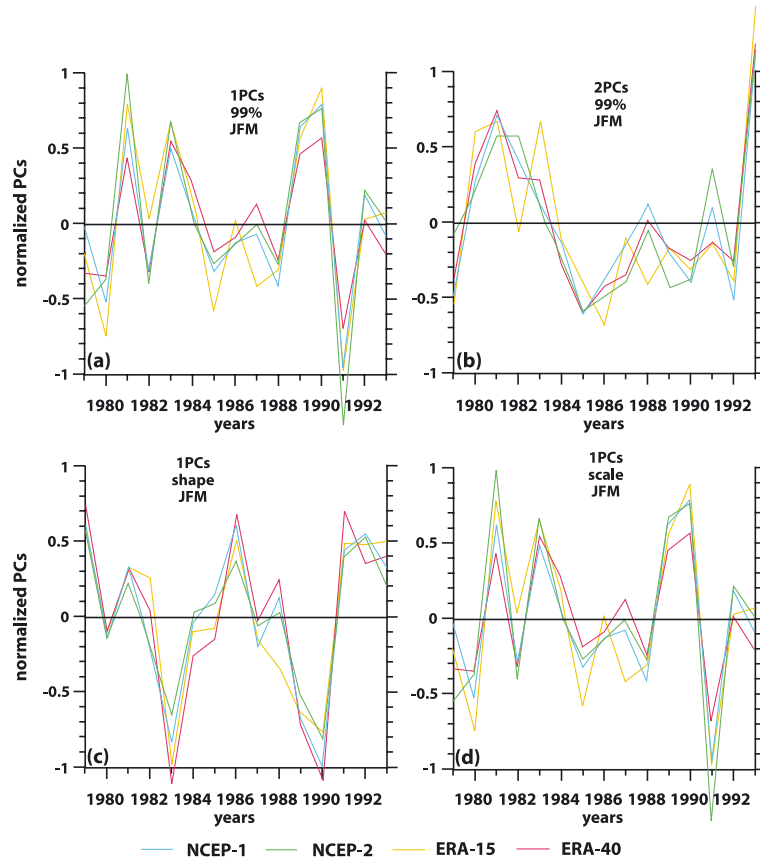 1PCs
99%
JFM
normalized PCs
1
0.5
0
-0.5
-1
(a)
1980 1982 1984 1986 1988 1990 1992
years
2PCs
99%
JFM
1
0.5
0
-0.5
-1
(b)
1980 1982 1984 1986 1988 1990 1992
years
1PCs
shape
JFM
normalized PCs
1
0.5
0
-0.5
-1
(c)
1980 1982 1984 1986 1988 1990 1992
years
1PCs
scale
JFM
1
0.5
0
-0.5
-1
(d)
1980 1982 1984 1986 1988 1990 1992
years
NCEP-1 NCEP-2 ERA-15 ERA-40